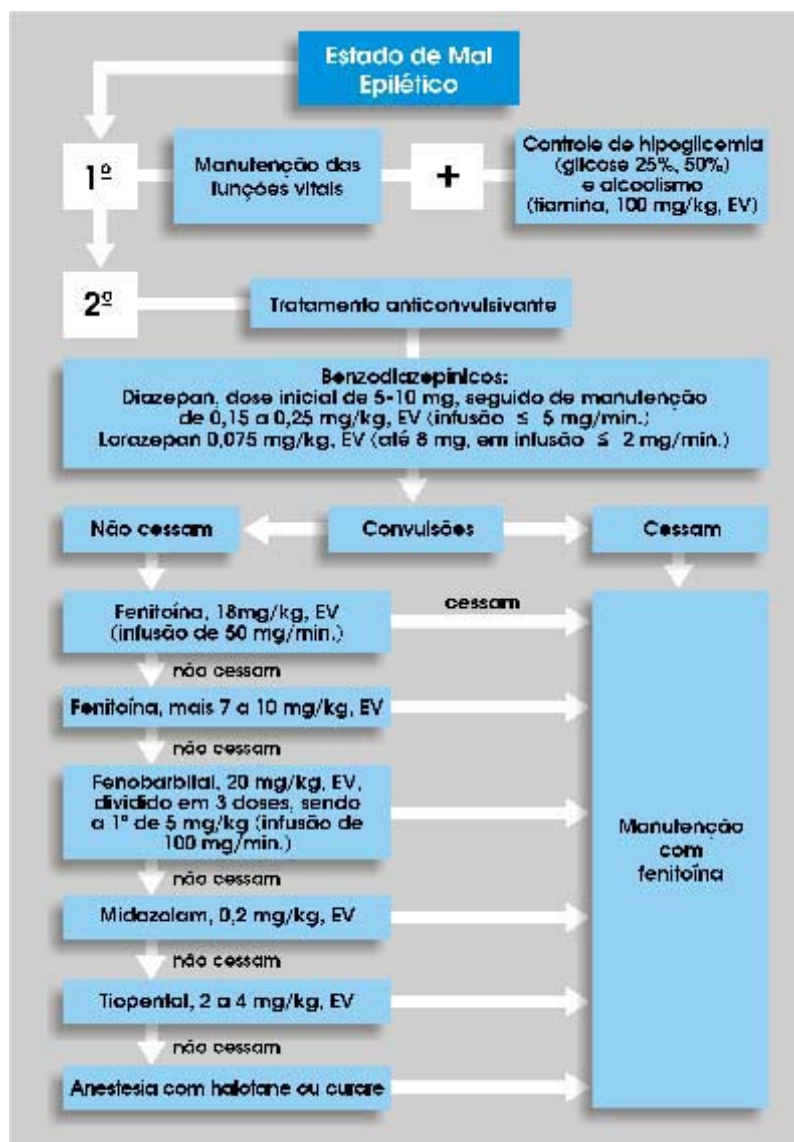 Estado de Mal
Epilético
1º
Manutenção das
funções vitais
+
Controle de hipoglicemia
(glicose 25%, 50%)
e alcoolismo
(tiamina, 100 mg/kg, EV)
2º
Tratamento anticonvulsivante
Benzodiazepínicos:
Diazepan, dose inicial de 5-10 mg, seguido de manutenção
de 0,15 a 0,25 mg/kg, EV (infusão ≤ 5 mg/min.)
Lorazepan 0,075 mg/kg, EV (até 8 mg, em infusão ≤ 2 mg/min.)
Não cessam
Convulsões
Cessam
Fenitoína, 18mg/kg, EV
(infusão de 50 mg/min.)
cessam
não cessam
Fenitoína, mais 7 a 10 mg/kg, EV
não cessam
Fenobarbital, 20 mg/kg, EV,
dividido em 3 doses, sendo
a 1º de 5 mg/kg (infusão de
100 mg/min.)
Manutenção
com
fenitoína
não cessam
Midazolam, 0,2 mg/kg, EV
não cessam
Tiopental, 2 a 4 mg/kg, EV
não cessam
Anestesia com halotane ou curare